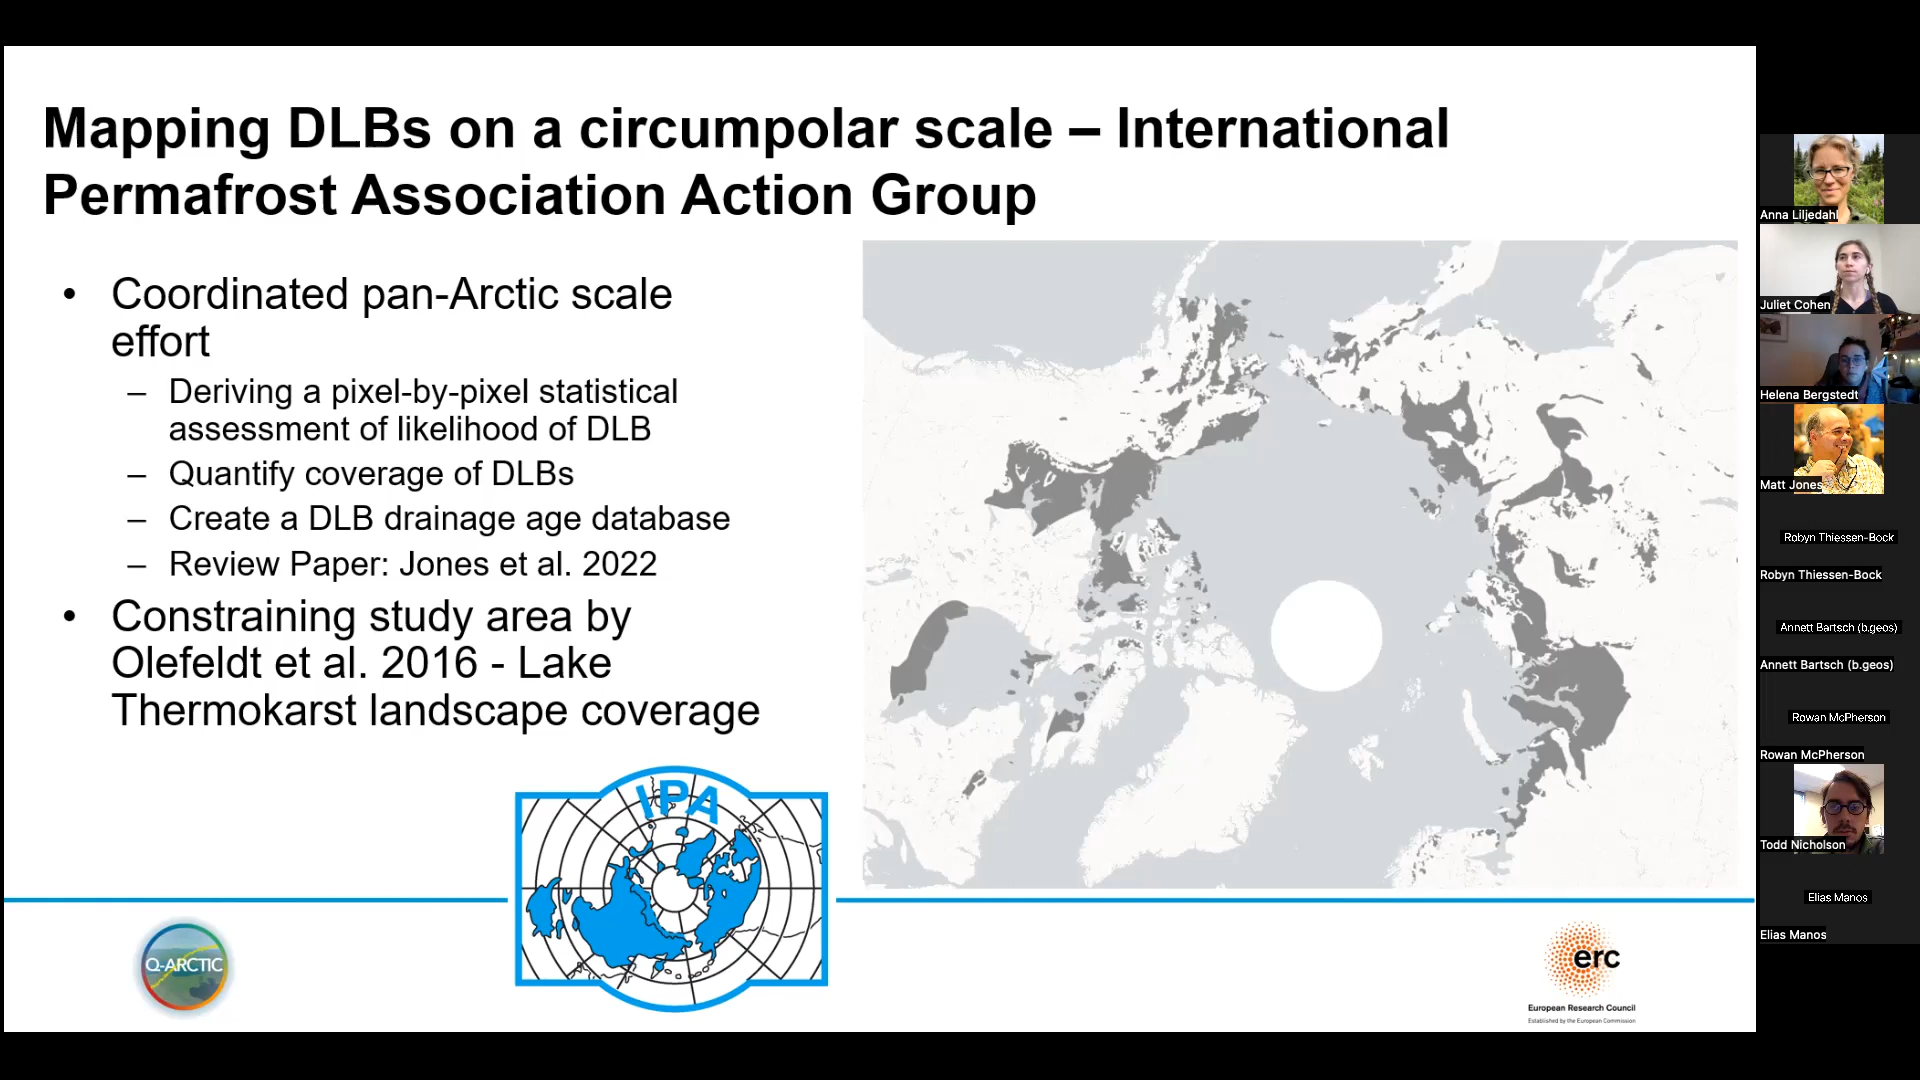 Mapping DLBs on a circumpolar scale – International
Permafrost Association Action Group
• Coordinated pan-Arctic scale
effort
– Deriving a pixel-by-pixel statistical
assessment of likelihood of DLB
– Quantify coverage of DLBs
– Create a DLB drainage age database
– Review Paper: Jones et al. 2022
• Constraining study area by
Olefeldt et al. 2016 - Lake
Thermokarst landscape coverage
IPA
Q-ARCTIC
erc
European Research Council
Established by the European Commission
Anna Liljedahl
Juliet Cohen
Helena Bergstedt
Matt Jones
Robyn Thiessen-Bock
Robyn Thiessen-Bock
Annett Bartsch (b.geos)
Annett Bartsch (b.geos)
Rowan McPherson
Rowan McPherson
Todd Nicholson
Elias Manos
Elias Manos